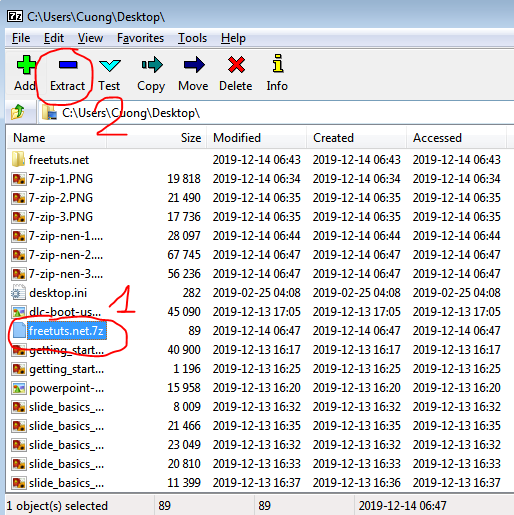 7z C:\Users\Cuong\Desktop\
File Edit View Favorites Tools Help
Add Extract Test Copy Move Delete Info
2
C:\Users\Cuong\Desktop\
Name Size Modified Created Accessed
freetuts.net 2019-12-14 06:43 2019-12-14 06:43 2019-12-14 06:43
7-zip-1.PNG 19 818 2019-12-14 06:34 2019-12-14 06:34 2019-12-14 06:34
7-zip-2.PNG 21 490 2019-12-14 06:35 2019-12-14 06:35 2019-12-14 06:35
7-zip-3.PNG 17 736 2019-12-14 06:35 2019-12-14 06:35 2019-12-14 06:35
7-zip-nen-1.... 28 097 2019-12-14 06:44 2019-12-14 06:44 2019-12-14 06:44
7-zip-nen-2.... 67 745 2019-12-14 06:47 2019-12-14 06:47 2019-12-14 06:47
7-zip-nen-3.... 56 236 2019-12-14 06:47 2019-12-14 06:47 2019-12-14 06:47
desktop.ini 282 2019-02-25 04:08 2019-02-25 04:08 2019-02-25 04:08
1
dlc-boot-us... 45 090 2019-12-13 17:05 2019-12-13 17:05 2019-12-13 17:05
freetuts.net.7z 89 2019-12-14 06:47 2019-12-14 06:47 2019-12-14 06:47
getting_start... 40 900 2019-12-13 16:17 2019-12-13 16:17 2019-12-13 16:17
getting_start... 1 196 2019-12-13 16:25 2019-12-13 16:25 2019-12-13 16:25
powerpoint-... 15 958 2019-12-13 16:20 2019-12-13 16:20 2019-12-13 16:20
slide_basics_... 8 009 2019-12-13 16:32 2019-12-13 16:32 2019-12-13 16:32
slide_basics_... 21 466 2019-12-13 16:35 2019-12-13 16:35 2019-12-13 16:35
slide_basics_... 23 049 2019-12-13 16:32 2019-12-13 16:32 2019-12-13 16:32
slide_basics_... 20 810 2019-12-13 16:33 2019-12-13 16:33 2019-12-13 16:33
slide_basics_... 11 399 2019-12-13 16:37 2019-12-13 16:36 2019-12-13 16:37
1 object(s) selected 89 89 2019-12-14 06:47